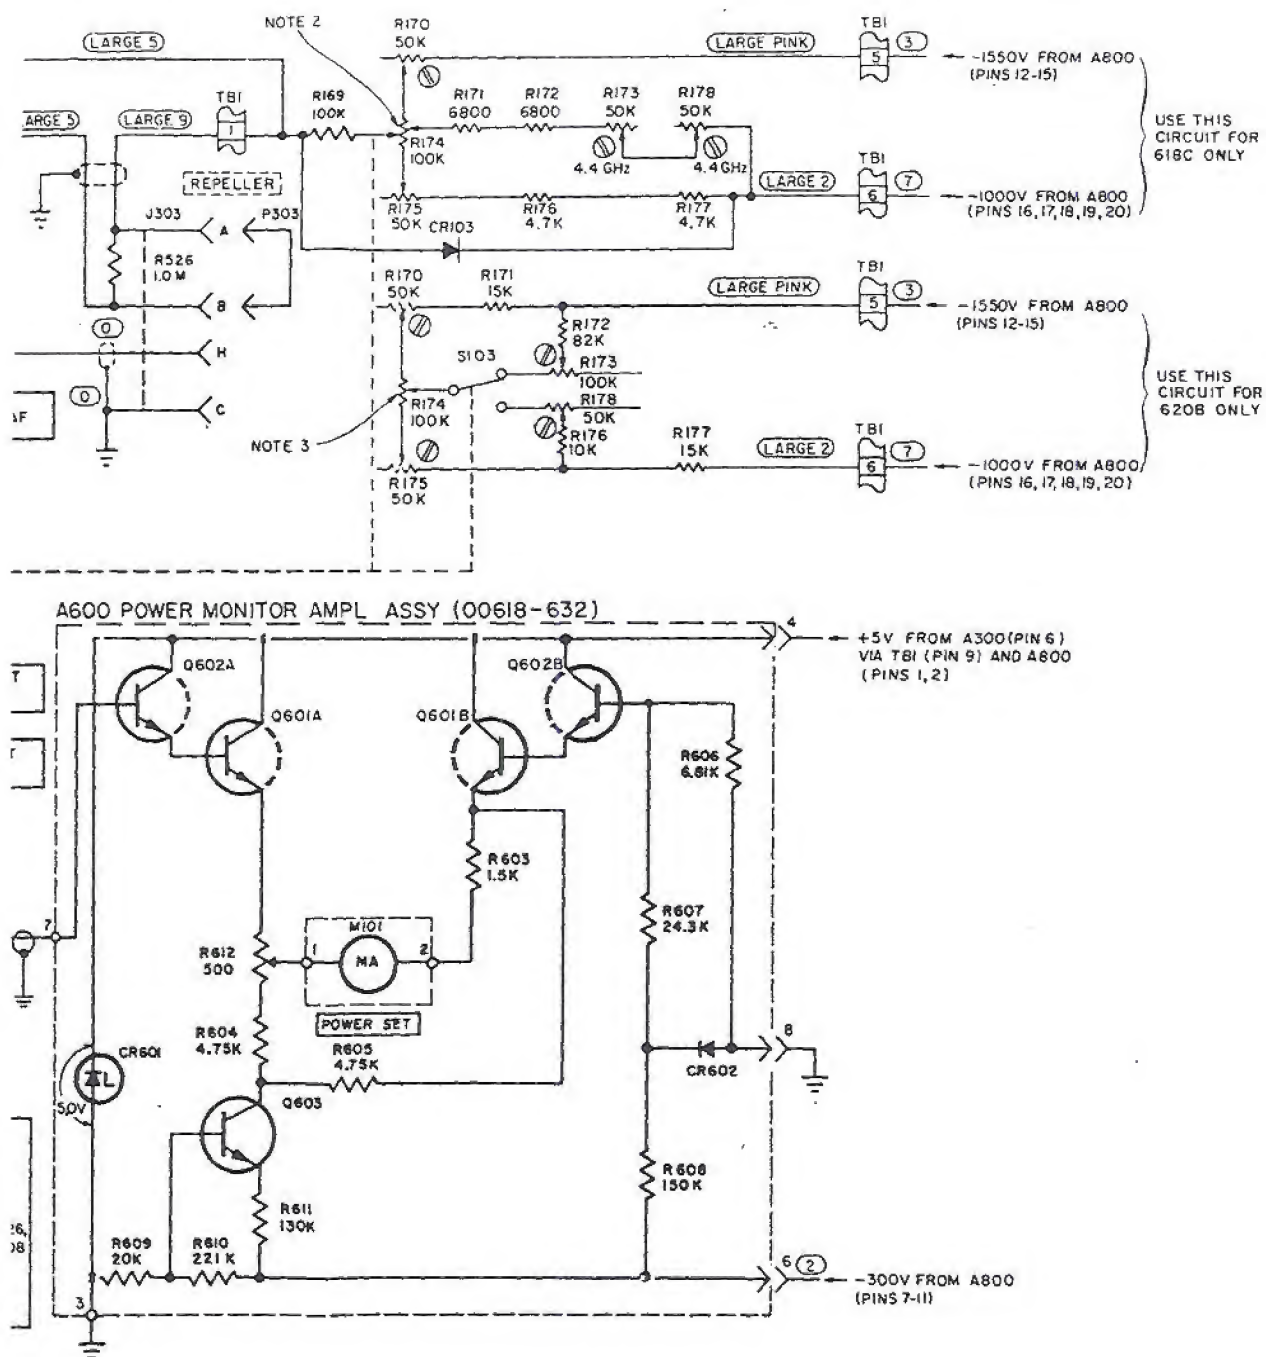 NOTE 2
R170
50K
LARGE 5
LARGE PINK
TB1
3
5
-1550V FROM A800
(PINS 12-15)
ARGE 5
LARGE 9
TB1
1
R169
100K
R171
6800
R172
6800
R173
50K
R178
50K
R174
100K
4.4 GHz
4.4 GHz
USE THIS
CIRCUIT FOR
618C ONLY
REPELLER
LARGE 2
TB1
7
6
-1000V FROM A800
(PINS 16, 17, 18, 19, 20)
R175
50K
R176
4.7K
R177
4.7K
CR103
J303
P303
A
R526
1.0M
B
H
C
0
0
AF
R170
50K
R171
15K
LARGE PINK
TB1
3
5
-1550V FROM A800
(PINS 12-15)
R172
82K
S103
R173
100K
R174
100K
R178
50K
NOTE 3
R176
10K
R177
15K
LARGE 2
TB1
7
6
-1000V FROM A800
(PINS 16, 17, 18, 19, 20)
R175
50K
USE THIS
CIRCUIT FOR
620B ONLY
A600 POWER MONITOR AMPL ASSY (00618-632)
4
+5V FROM A300 (PIN 6)
VIA TB1 (PIN 9) AND A800
(PINS 1, 2)
T
T
Q602A
Q601A
Q601B
Q602B
R606
6.81K
R603
1.5K
R607
24.3K
7
R612
500
M101
1
MA
2
POWER SET
R604
4.75K
R605
4.75K
CR601
5.0V
Q603
CR602
8
R608
150K
R611
130K
R609
20K
R610
221K
26,
08
3
6
2
-300V FROM A800
(PINS 7-11)